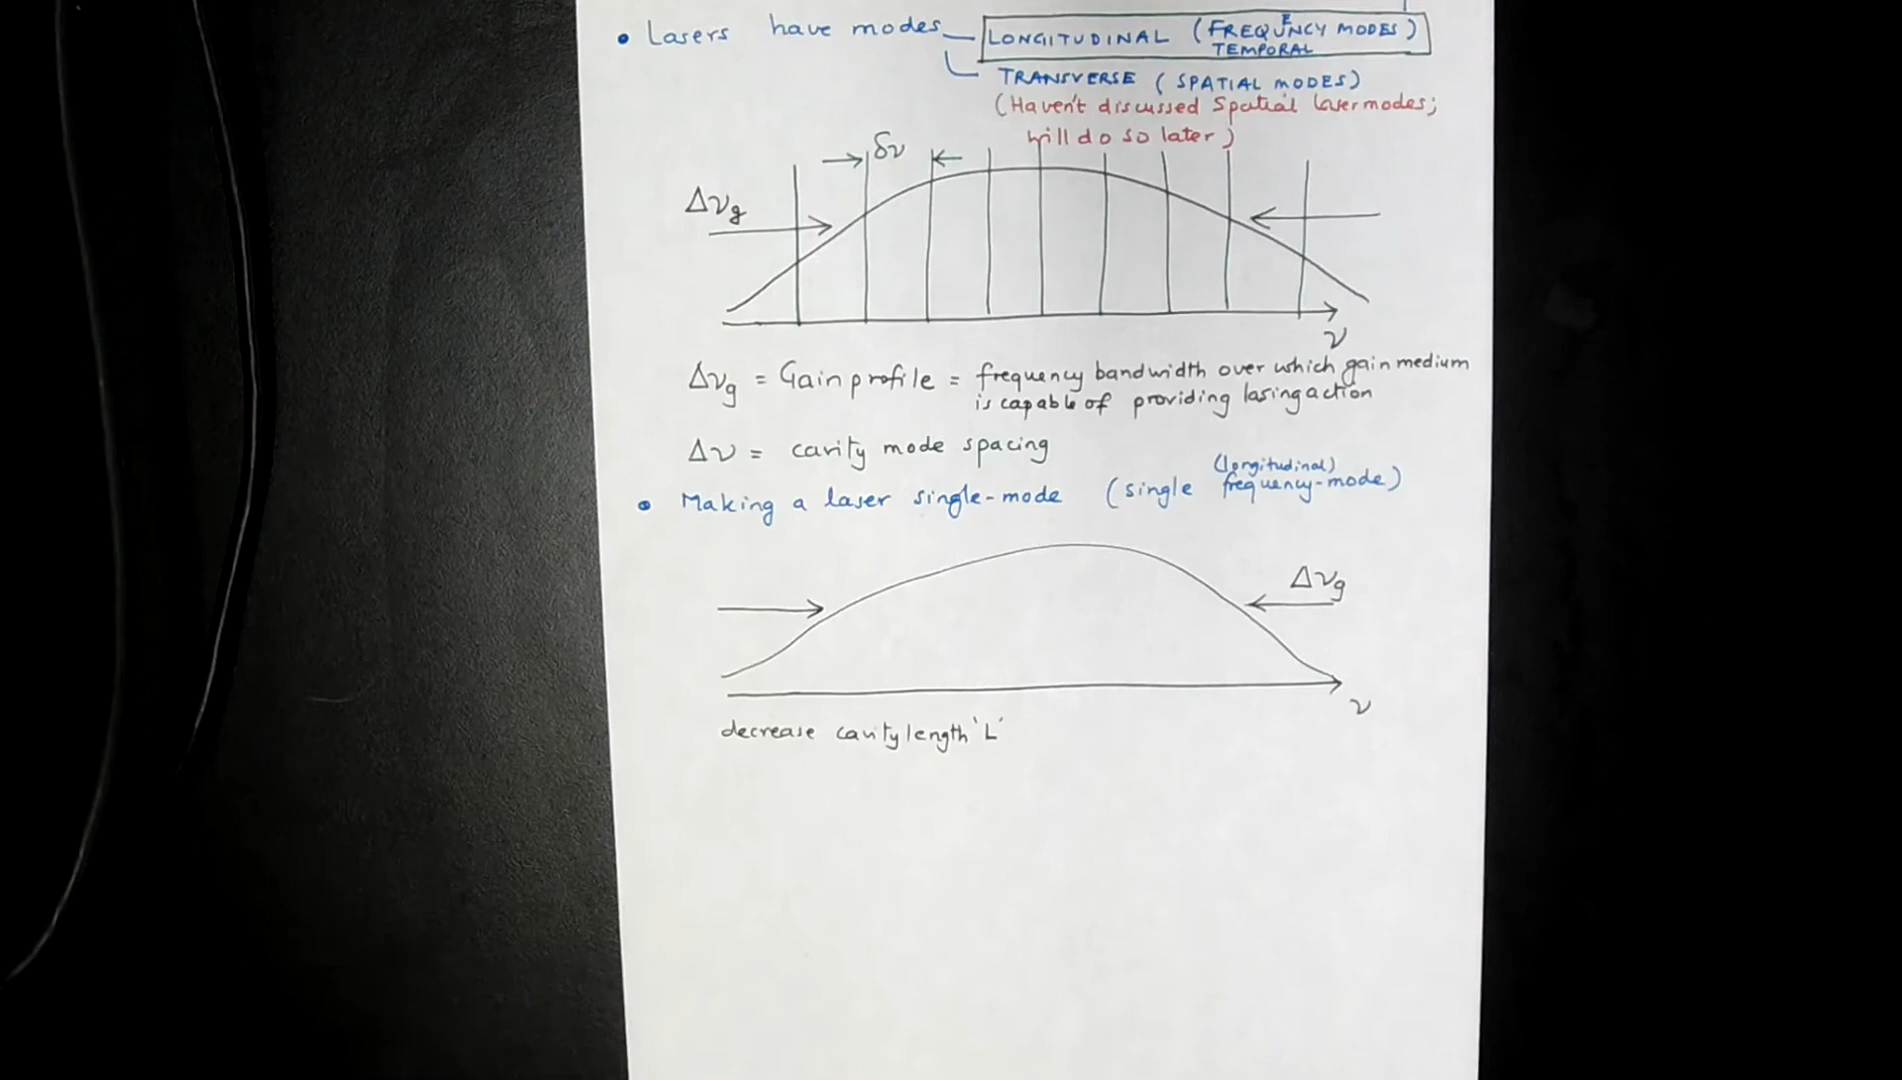 • Lasers have modes LONGITUDINAL (FREQUENCY MODES)
TEMPORAL
TRANSVERSE (SPATIAL MODES)
(Haven't discussed Spatial laser modes;
will do so later)
δν
Δνg
ν
Δνg = Gain profile = frequency bandwidth over which gain medium
is capable of providing lasing action
Δν = cavity mode spacing
(longitudinal)
• Making a laser single-mode (single frequency-mode)
Δνg
ν
decrease cavity length 'L'